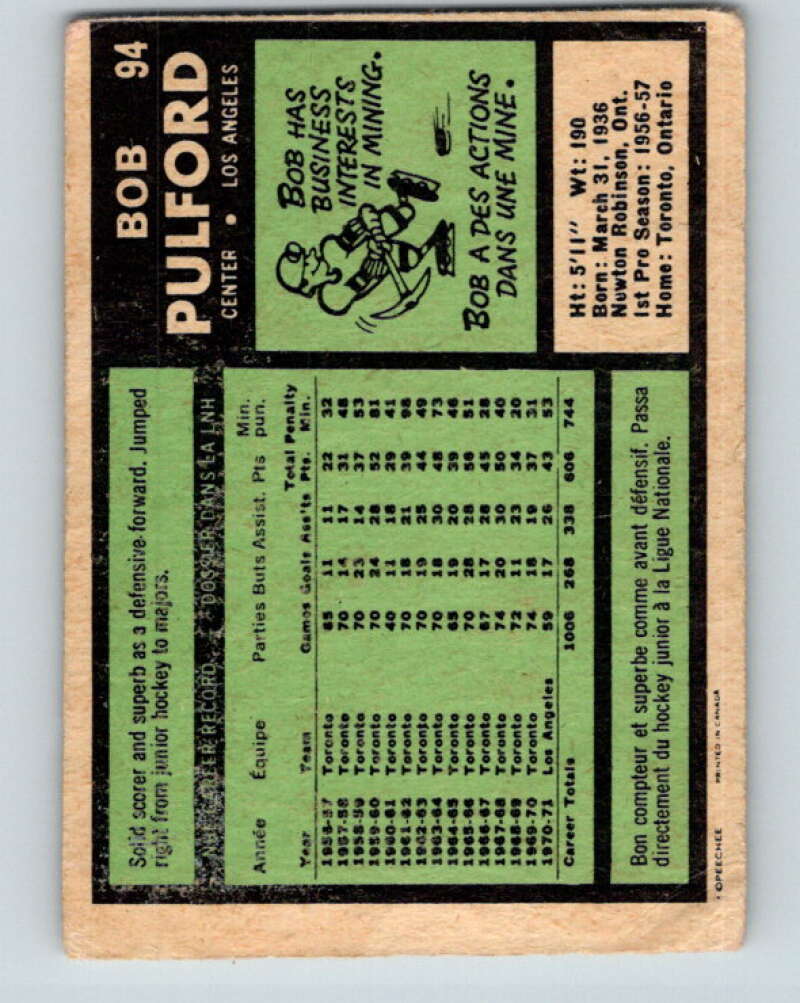 BOB 94
PULFORD
CENTER • LOS ANGELES
BOB HAS
BUSINESS
INTERESTS
IN MINING.
BOB A DES ACTIONS
DANS UNE MINE.
Ht: 5'11" Wt: 190
Born: March 31, 1936
Newton Robinson, Ont.
1st Pro Season: 1956-57
Home: Toronto, Ontario
Solid scorer and superb as a defensive forward. Jumped
right from junior hockey to majors.
NHL CAREER RECORD DOSSIER DANS LA LNH
Année Équipe Parties Buts Assist. Pts Min. pun.
Year Team Games Goals Ass'ts Total Pts. Penalty Min.
1956-57 Toronto 65 11 11 22 32
1957-58 Toronto 70 14 17 31 48
1958-59 Toronto 70 23 14 37 53
1959-60 Toronto 70 24 28 52 81
1960-61 Toronto 40 11 18 29 41
1961-62 Toronto 70 18 21 39 98
1962-63 Toronto 70 19 25 44 49
1963-64 Toronto 70 18 30 48 73
1964-65 Toronto 65 19 20 39 46
1965-66 Toronto 70 28 28 56 51
1966-67 Toronto 67 17 28 45 28
1967-68 Toronto 74 20 30 50 40
1968-69 Toronto 72 11 23 34 20
1969-70 Toronto 74 18 19 37 31
1970-71 Los Angeles 59 17 26 43 53
Career Totals 1006 268 338 606 744
Bon compteur et superbe comme avant défensif. Passa
directement du hockey junior à la Ligue Nationale.
OPEECHEE PRINTED IN CANADA